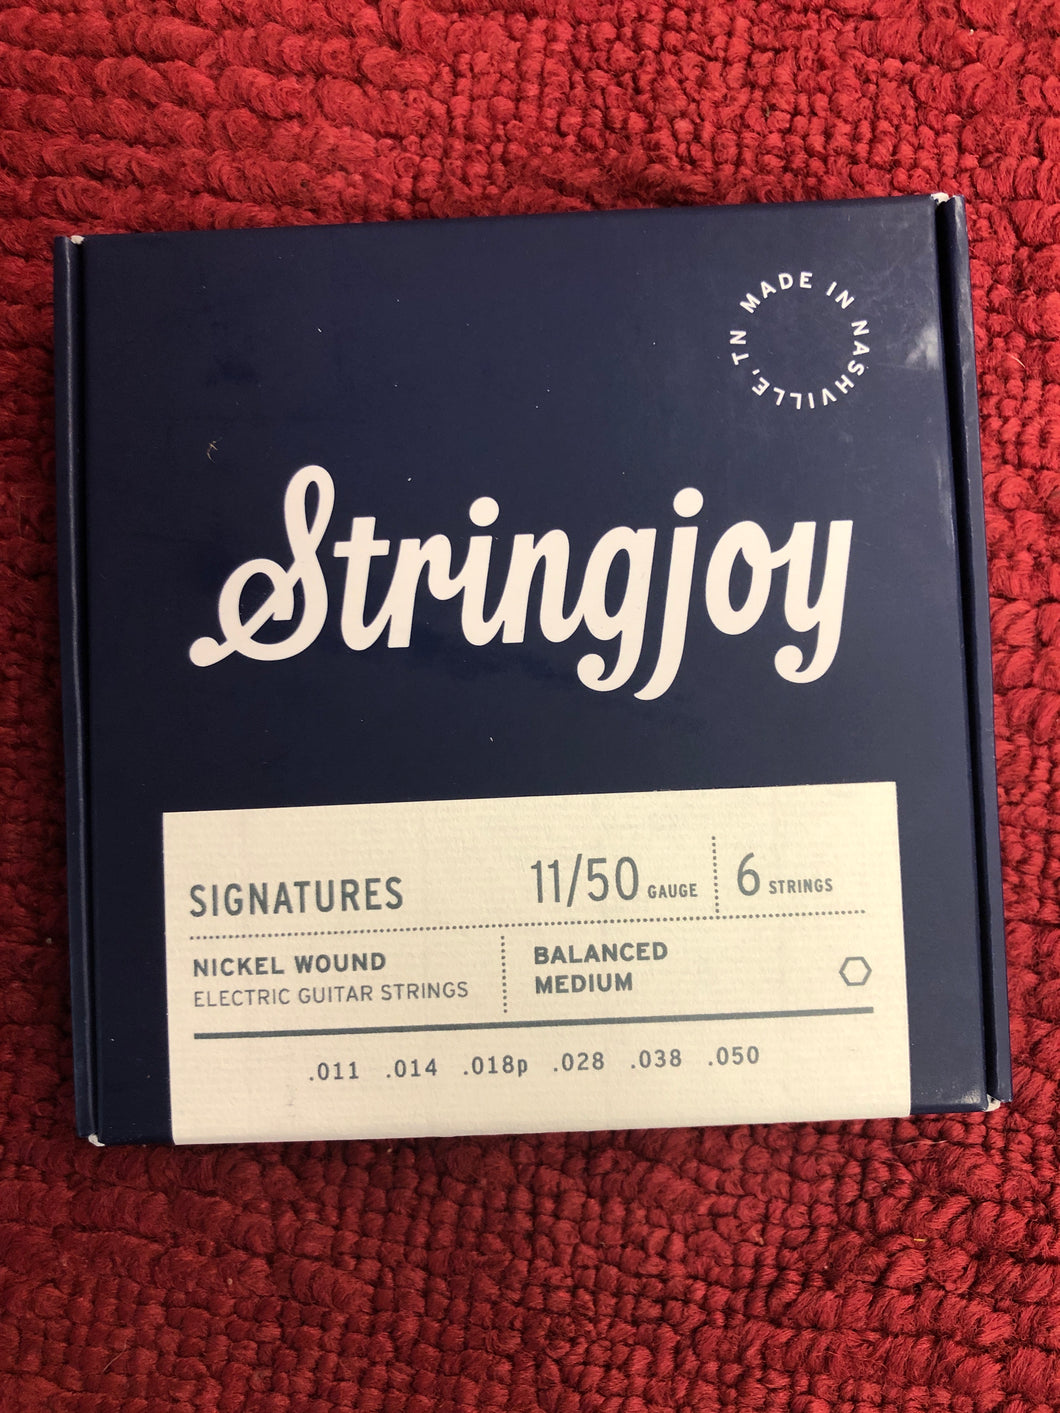 MADE IN NASHVILLE, TN
Stringjoy
SIGNATURES 11/50 GAUGE 6 STRINGS
NICKEL WOUND
ELECTRIC GUITAR STRINGS
BALANCED
MEDIUM
.011 .014 .018p .028 .038 .050